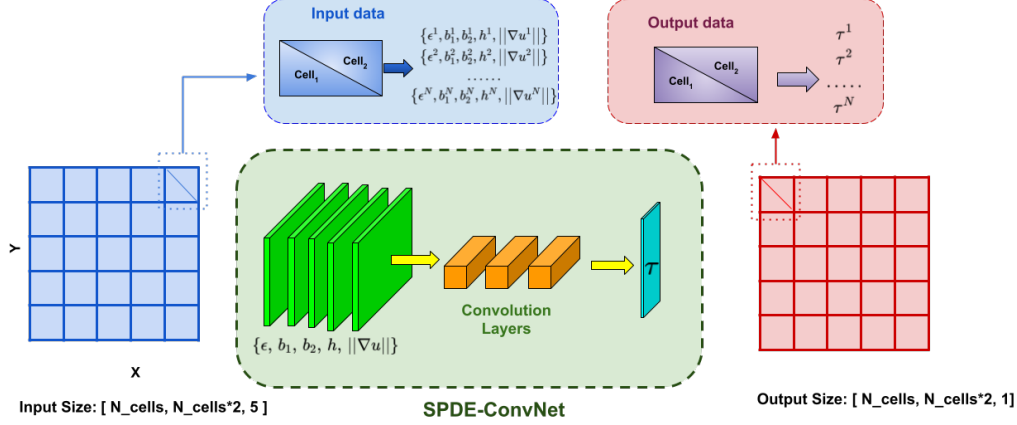 Input data
Cell₁
Cell₂
{ϵ¹, b₁¹, b₂¹, h¹, ||∇u¹||}
{ϵ², b₁², b₂², h², ||∇u²||}
......
{ϵᴺ, b₁ᴺ, b₂ᴺ, hᴺ, ||∇uᴺ||}
Output data
Cell₁
Cell₂
τ¹
τ²
.....
τᴺ
Y
X
Input Size: [ N_cells, N_cells*2, 5 ]
{ϵ, b₁, b₂, h, ||∇u||}
Convolution
Layers
τ
SPDE-ConvNet
Output Size: [ N_cells, N_cells*2, 1]